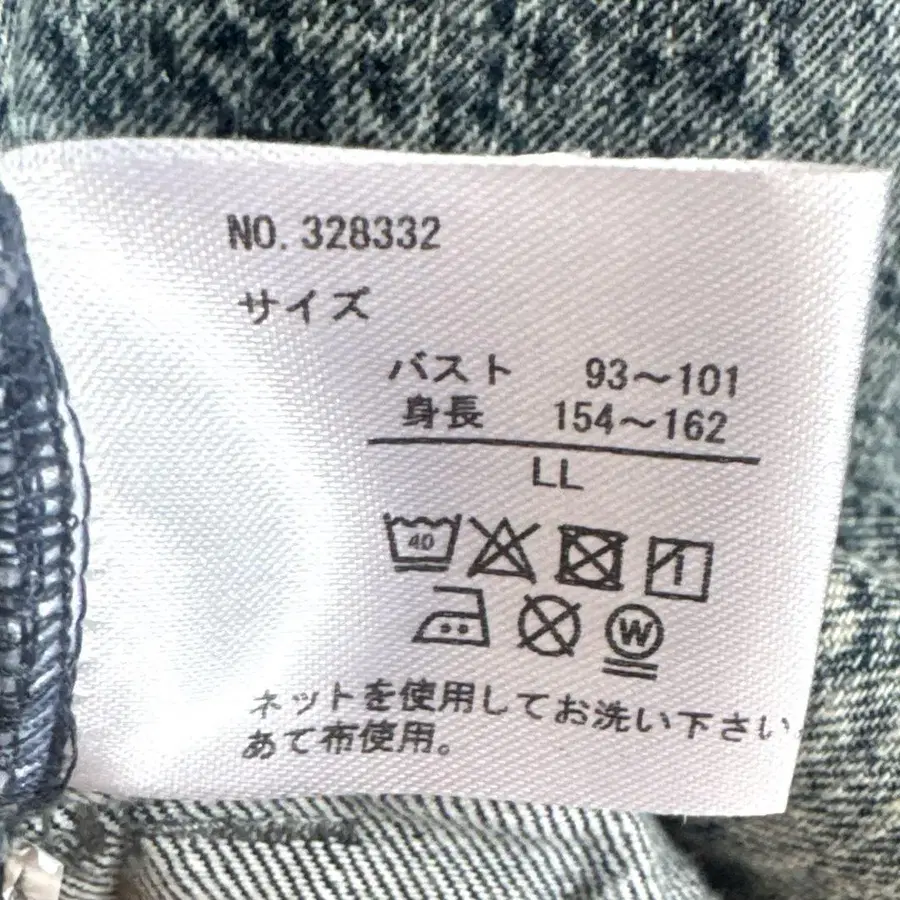 NO. 328332
サイズ
バスト 93～101
身長 154～162
LL
40
W
ネットを使用してお洗い下さい。
あて布使用。